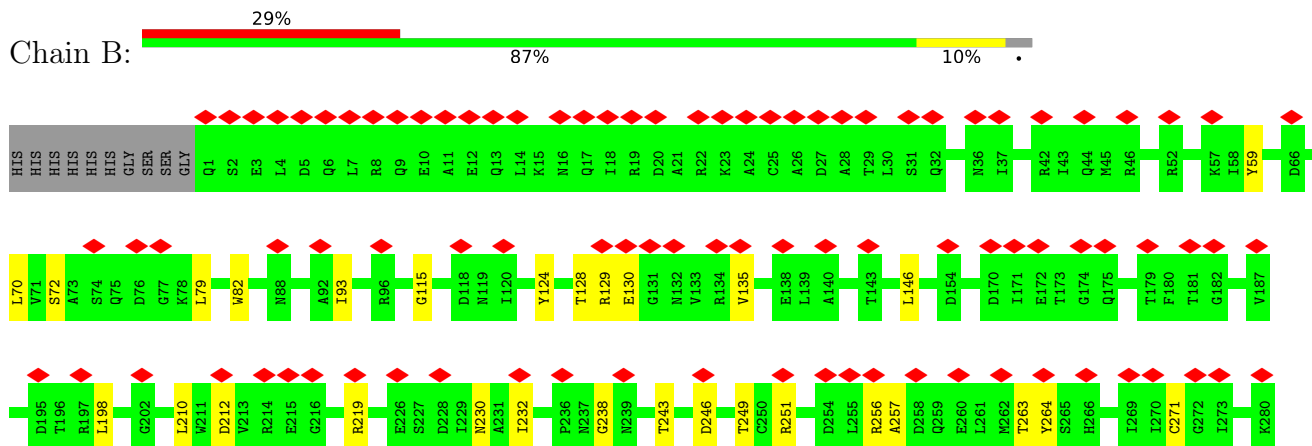 29%
Chain B:
87% 10% •
HIS HIS HIS HIS HIS HIS GLY SER SER GLY Q1 S2 E3 L4 D5 Q6 L7 R8 Q9 E10 A11 E12 Q13 L14 K15 N16 Q17 I18 R19 D20 A21 R22 K23 A24 C25 A26 D27 A28 T29 L30 S31 Q32 N36 I37 R42 I43 Q44 M45 R46 R52 K57 I58 Y59 D66
L70 V71 S72 A73 S74 Q75 D76 G77 K78 L79 W82 N88 A92 I93 R96 G115 D118 N119 I120 Y124 T128 R129 E130 G131 N132 V133 R134 V135 E138 L139 A140 T143 L146 D154 D170 I171 E172 T173 G174 Q175 T179 F180 T181 G182 V187
D195 T196 R197 L198 G202 L210 W211 D212 V213 R214 E215 G216 R219 E226 S227 D228 I229 N230 A231 I232 P236 N237 G238 N239 T243 D246 T249 C250 R251 D254 L255 R256 A257 D258 Q259 E260 L261 M262 T263 Y264 S265 H266 I269 I270 G271 G272 I273 K280